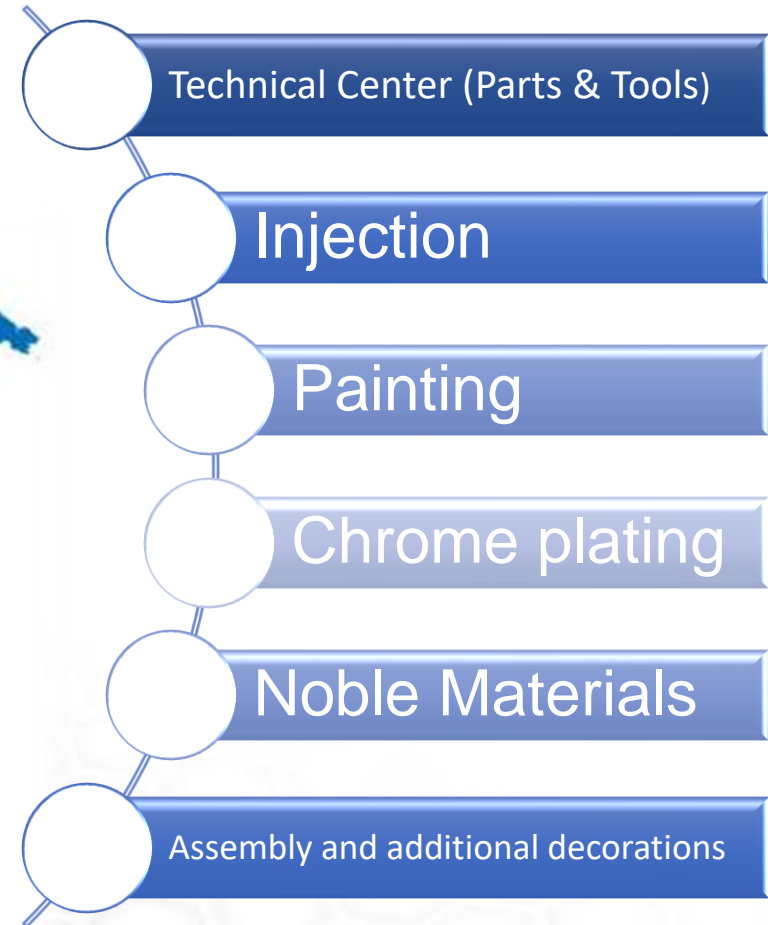 Technical Center (Parts & Tools)
Injection
Painting
Chrome plating
Noble Materials
Assembly and additional decorations